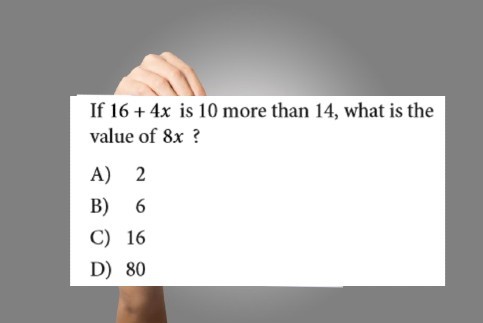 If 16 + 4x is 10 more than 14, what is the
value of 8x ?
A) 2
B) 6
C) 16
D) 80